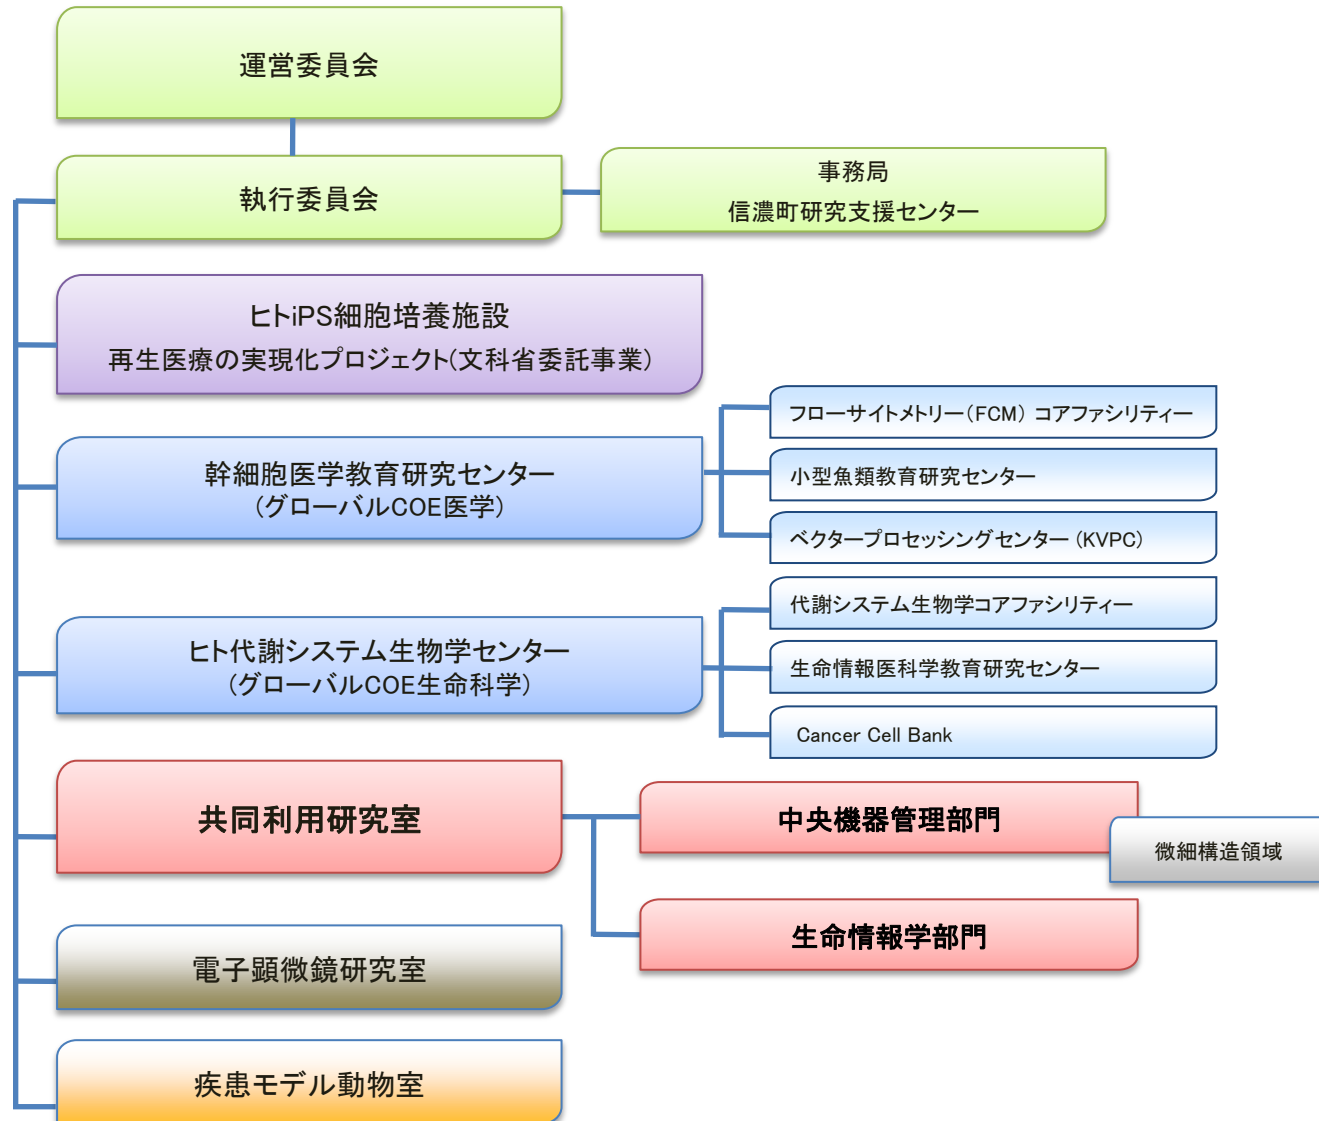 運営委員会
執行委員会
事務局
信濃町研究支援センター
ヒトiPS細胞培養施設
再生医療の実現化プロジェクト(文科省委託事業)
幹細胞医学教育研究センター
(グローバルCOE医学)
フローサイトメトリー(FCM) コアファシリティー
小型魚類教育研究センター
ベクタープロセッシングセンター (KVPC)
ヒト代謝システム生物学センター
(グローバルCOE生命科学)
代謝システム生物学コアファシリティー
生命情報医科学教育研究センター
Cancer Cell Bank
共同利用研究室
中央機器管理部門
微細構造領域
生命情報学部門
電子顕微鏡研究室
疾患モデル動物室